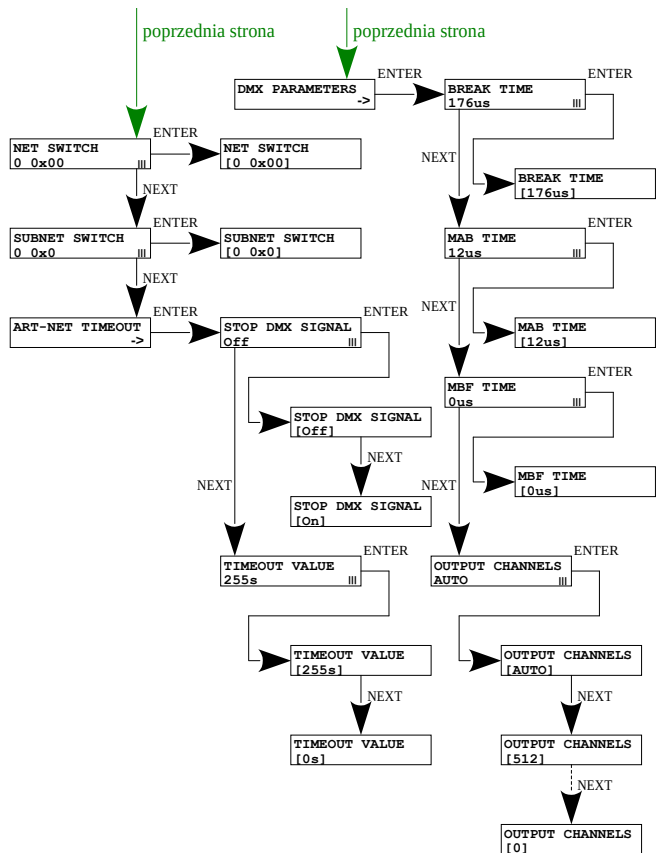 poprzednia strona
poprzednia strona
DMX PARAMETERS
->
ENTER
BREAK TIME
176us
ENTER
NEXT
BREAK TIME
[176us]
NET SWITCH
0 0x00
ENTER
NET SWITCH
[0 0x00]
NEXT
SUBNET SWITCH
0 0x0
ENTER
SUBNET SWITCH
[0 0x0]
NEXT
MAB TIME
12us
ENTER
NEXT
MAB TIME
[12us]
ART-NET TIMEOUT
->
ENTER
STOP DMX SIGNAL
Off
ENTER
STOP DMX SIGNAL
[Off]
NEXT
STOP DMX SIGNAL
[On]
NEXT
MBF TIME
0us
ENTER
NEXT
MBF TIME
[0us]
TIMEOUT VALUE
255s
ENTER
TIMEOUT VALUE
[255s]
NEXT
TIMEOUT VALUE
[0s]
OUTPUT CHANNELS
AUTO
ENTER
OUTPUT CHANNELS
[AUTO]
NEXT
OUTPUT CHANNELS
[512]
NEXT
OUTPUT CHANNELS
[0]